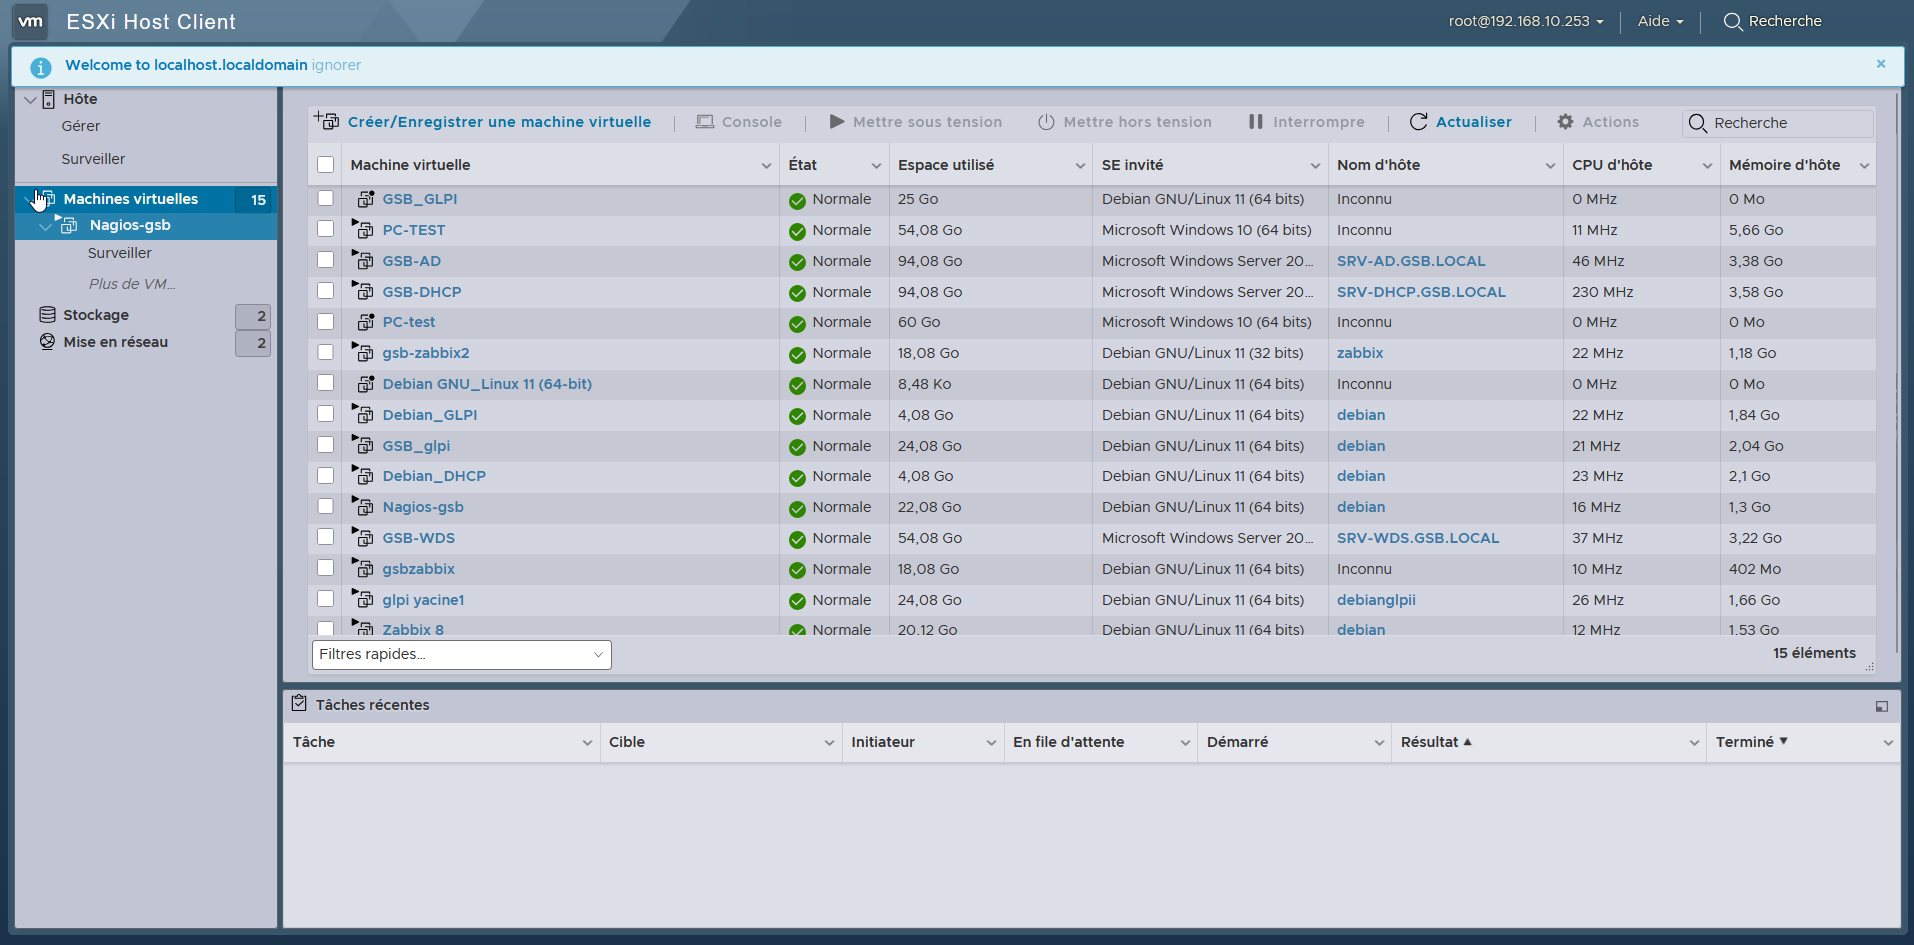 vm ESXi Host Client root@192.168.10.253 Aide Recherche
Welcome to localhost.localdomain ignorer
Hôte
Gérer
Surveiller
Machines virtuelles 15
Nagios-gsb
Surveiller
Plus de VM...
Stockage 2
Mise en réseau 2
Créer/Enregistrer une machine virtuelle Console Mettre sous tension Mettre hors tension Interrompre Actualiser Actions Recherche
Machine virtuelle État Espace utilisé SE invité Nom d'hôte CPU d'hôte Mémoire d'hôte
GSB_GLPI Normale 25 Go Debian GNU/Linux 11 (64 bits) Inconnu 0 MHz 0 Mo
PC-TEST Normale 54,08 Go Microsoft Windows 10 (64 bits) Inconnu 11 MHz 5,66 Go
GSB-AD Normale 94,08 Go Microsoft Windows Server 20... SRV-AD.GSB.LOCAL 46 MHz 3,38 Go
GSB-DHCP Normale 94,08 Go Microsoft Windows Server 20... SRV-DHCP.GSB.LOCAL 230 MHz 3,58 Go
PC-test Normale 60 Go Microsoft Windows 10 (64 bits) Inconnu 0 MHz 0 Mo
gsb-zabbix2 Normale 18,08 Go Debian GNU/Linux 11 (32 bits) zabbix 22 MHz 1,18 Go
Debian GNU_Linux 11 (64-bit) Normale 8,48 Ko Debian GNU/Linux 11 (64 bits) Inconnu 0 MHz 0 Mo
Debian_GLPI Normale 4,08 Go Debian GNU/Linux 11 (64 bits) debian 22 MHz 1,84 Go
GSB_glpi Normale 24,08 Go Debian GNU/Linux 11 (64 bits) debian 21 MHz 2,04 Go
Debian_DHCP Normale 4,08 Go Debian GNU/Linux 11 (64 bits) debian 23 MHz 2,1 Go
Nagios-gsb Normale 22,08 Go Debian GNU/Linux 11 (64 bits) debian 16 MHz 1,3 Go
GSB-WDS Normale 54,08 Go Microsoft Windows Server 20... SRV-WDS.GSB.LOCAL 37 MHz 3,22 Go
gsbzabbix Normale 18,08 Go Debian GNU/Linux 11 (64 bits) Inconnu 10 MHz 402 Mo
glpi yacine1 Normale 24,08 Go Debian GNU/Linux 11 (64 bits) debianglpii 26 MHz 1,66 Go
Zabbix 8 Normale 20,12 Go Debian GNU/Linux 11 (64 bits) debian 12 MHz 1,53 Go
Filtres rapides... 15 éléments
Tâches récentes
Tâche Cible Initiateur En file d'attente Démarré Résultat Terminé